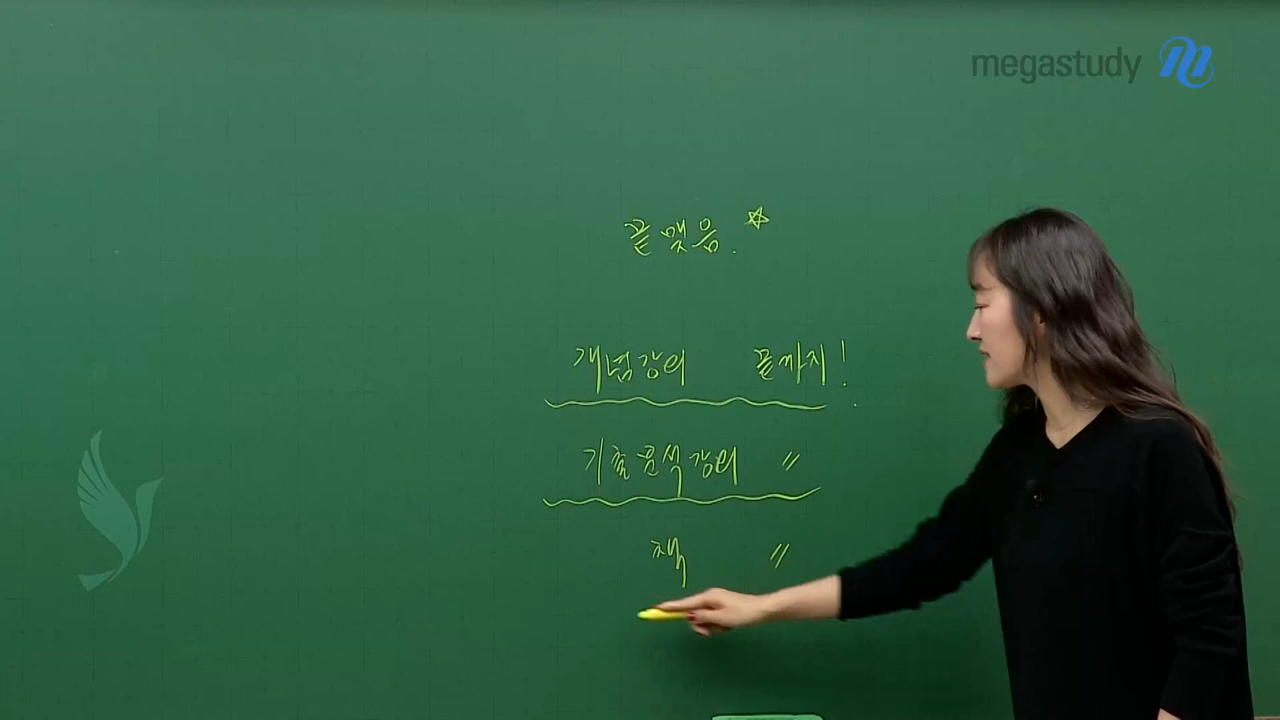 megastudy
끝맺음. ☆
개념강의 끝까지!
기출분석강의 〃
책 〃